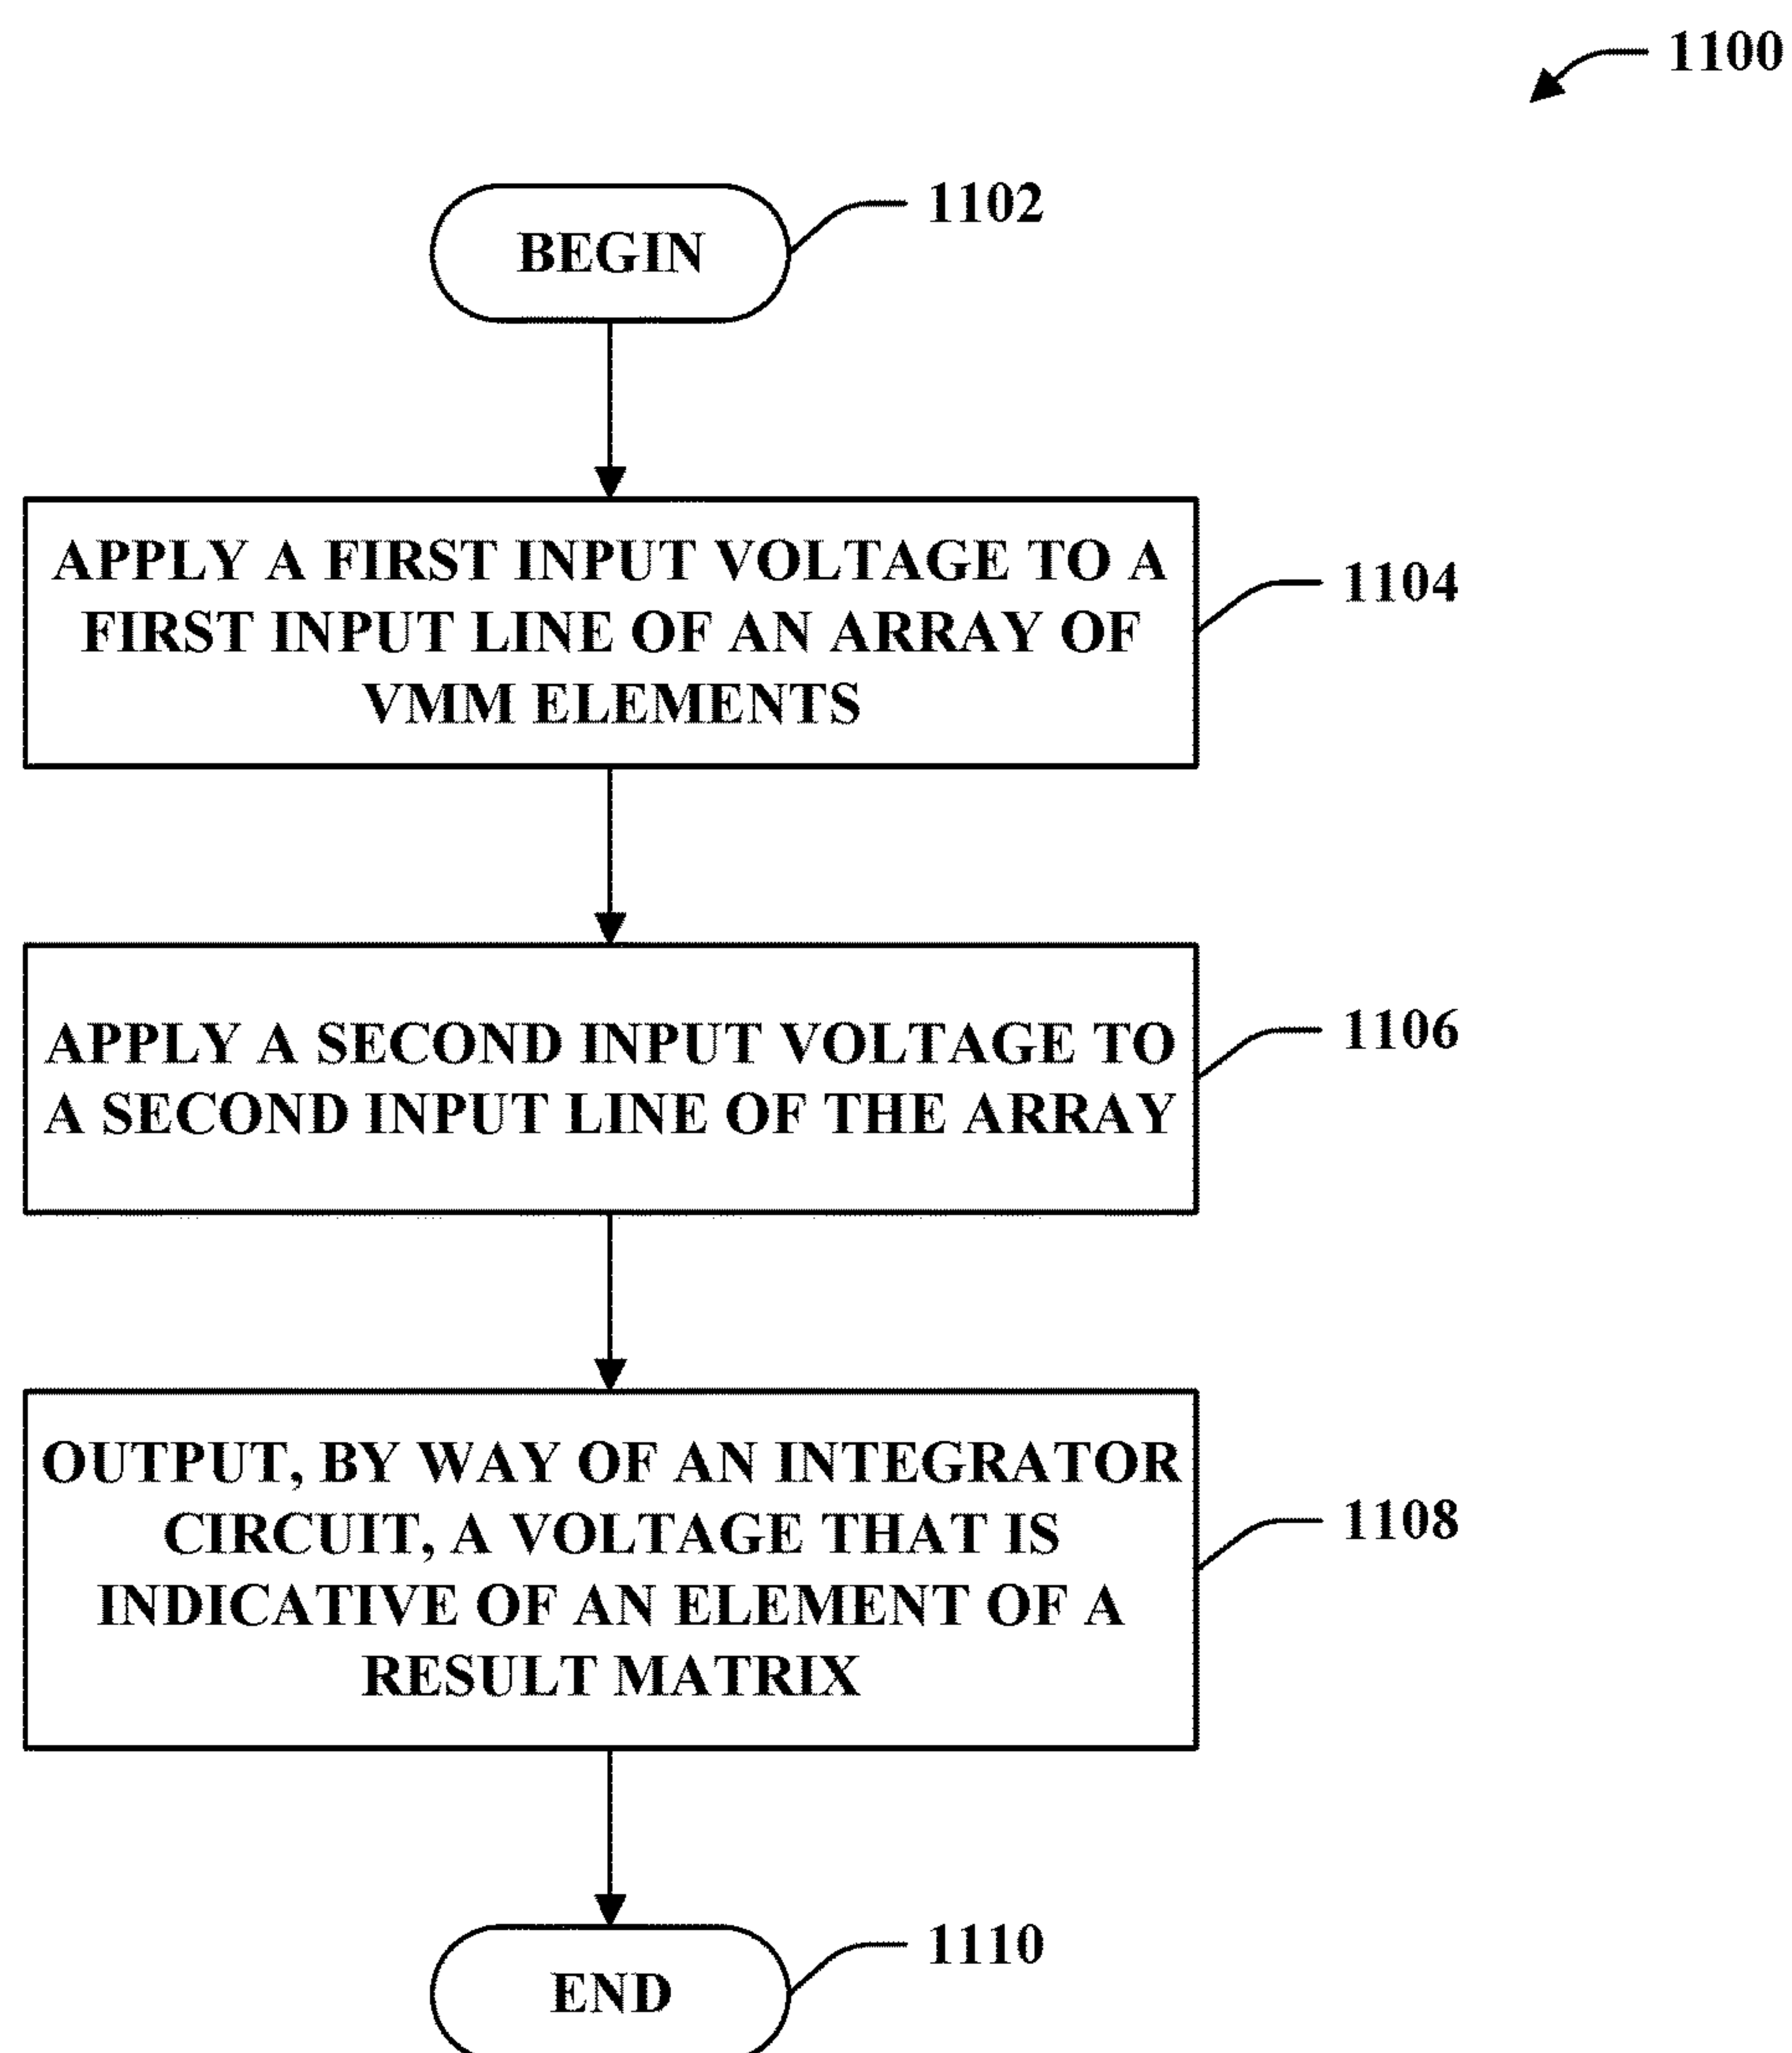 1100
BEGIN
1102
APPLY A FIRST INPUT VOLTAGE TO A
FIRST INPUT LINE OF AN ARRAY OF
VMM ELEMENTS
1104
APPLY A SECOND INPUT VOLTAGE TO
A SECOND INPUT LINE OF THE ARRAY
1106
OUTPUT, BY WAY OF AN INTEGRATOR
CIRCUIT, A VOLTAGE THAT IS
INDICATIVE OF AN ELEMENT OF A
RESULT MATRIX
1108
END
1110